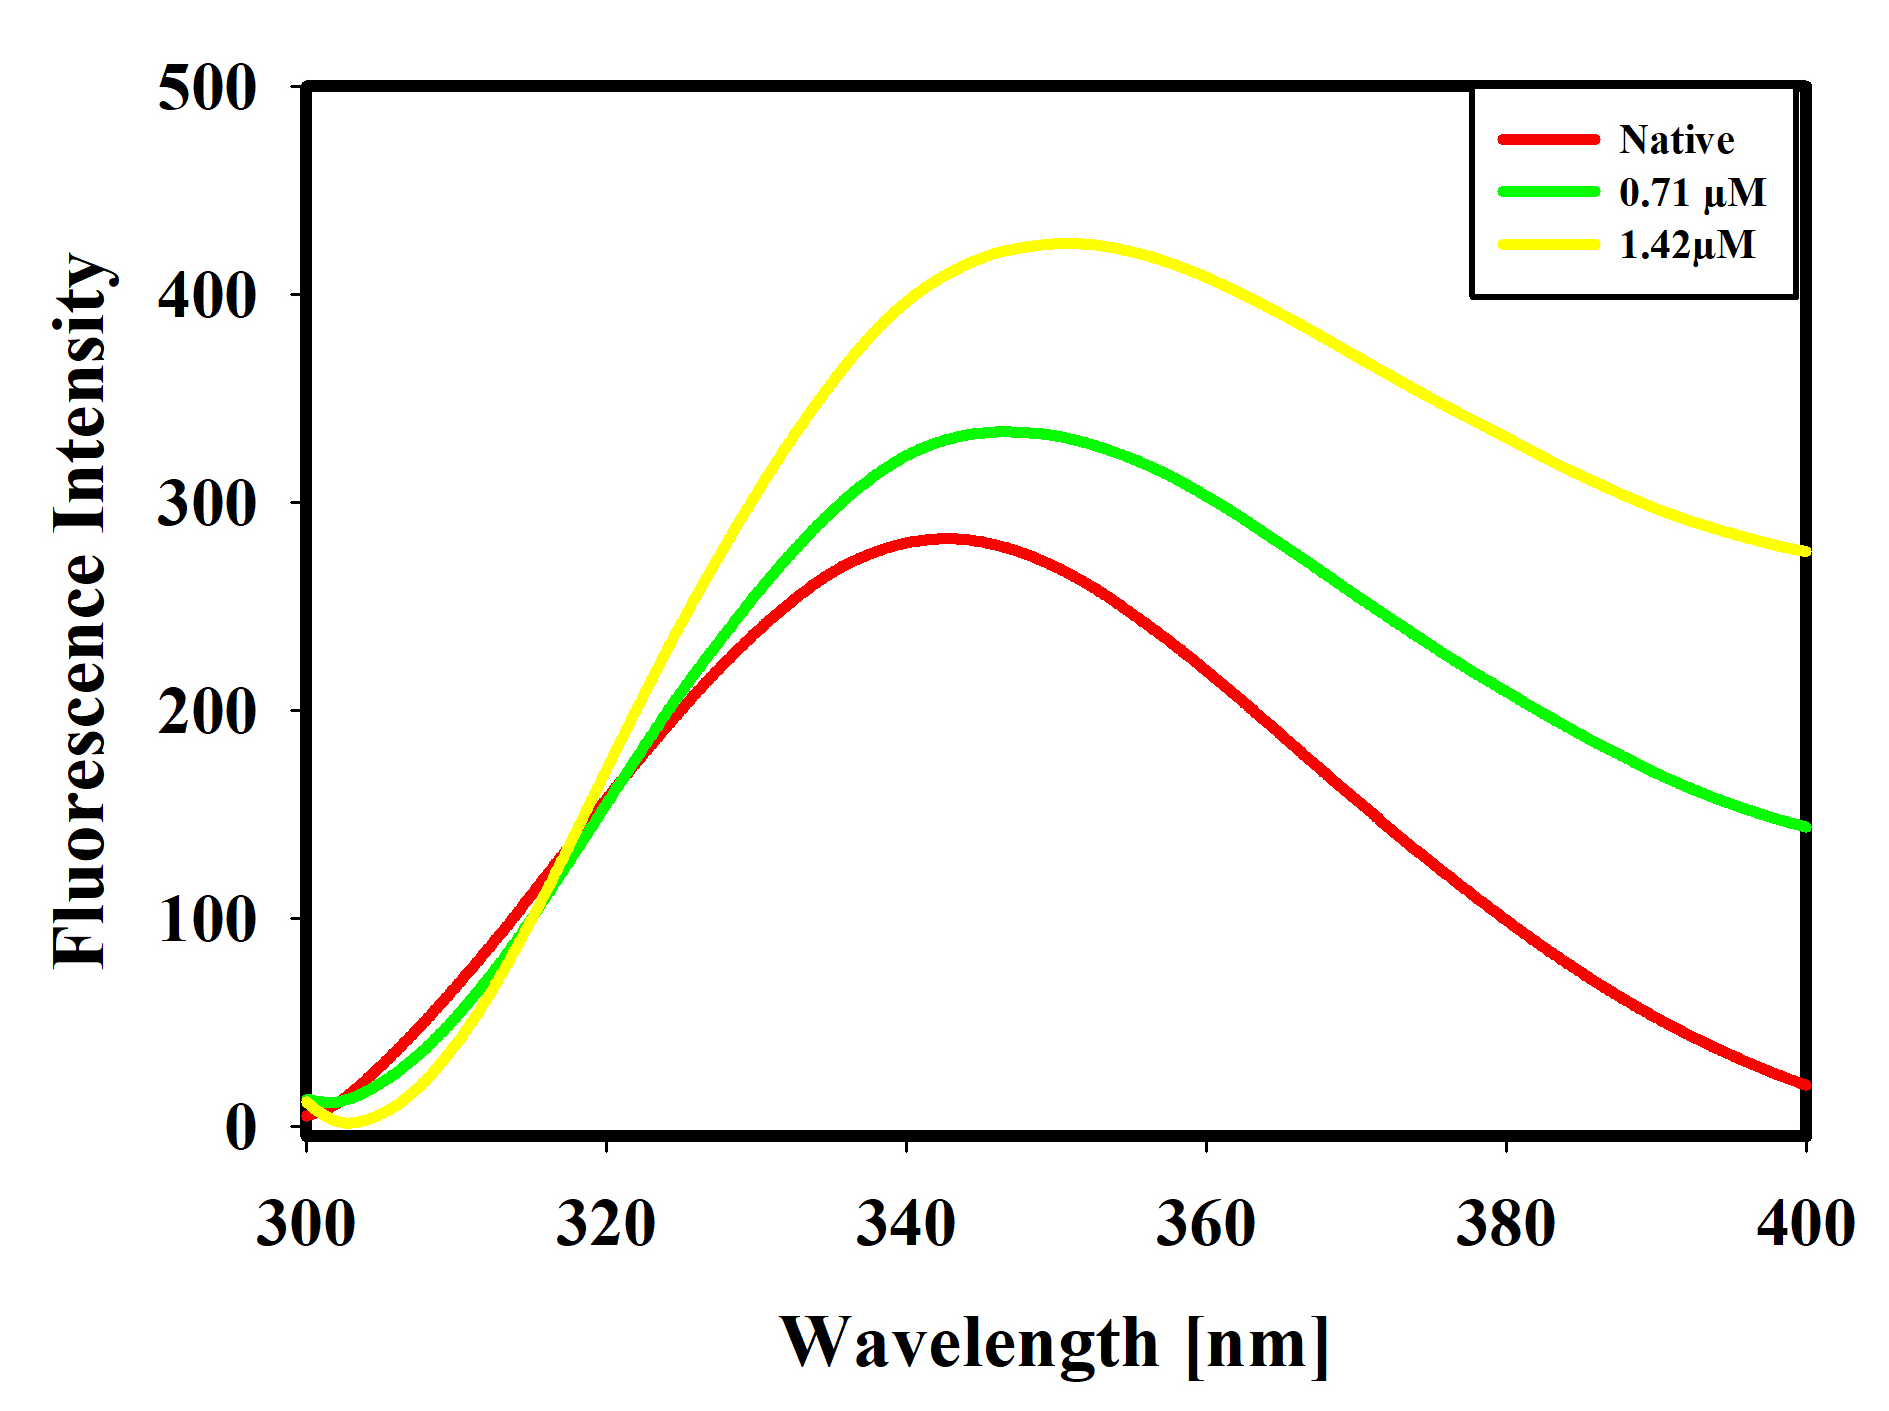 500
400
300
200
100
0
Fluorescence Intensity
Native
0.71 μM
1.42μM
300 320 340 360 380 400
Wavelength [nm]